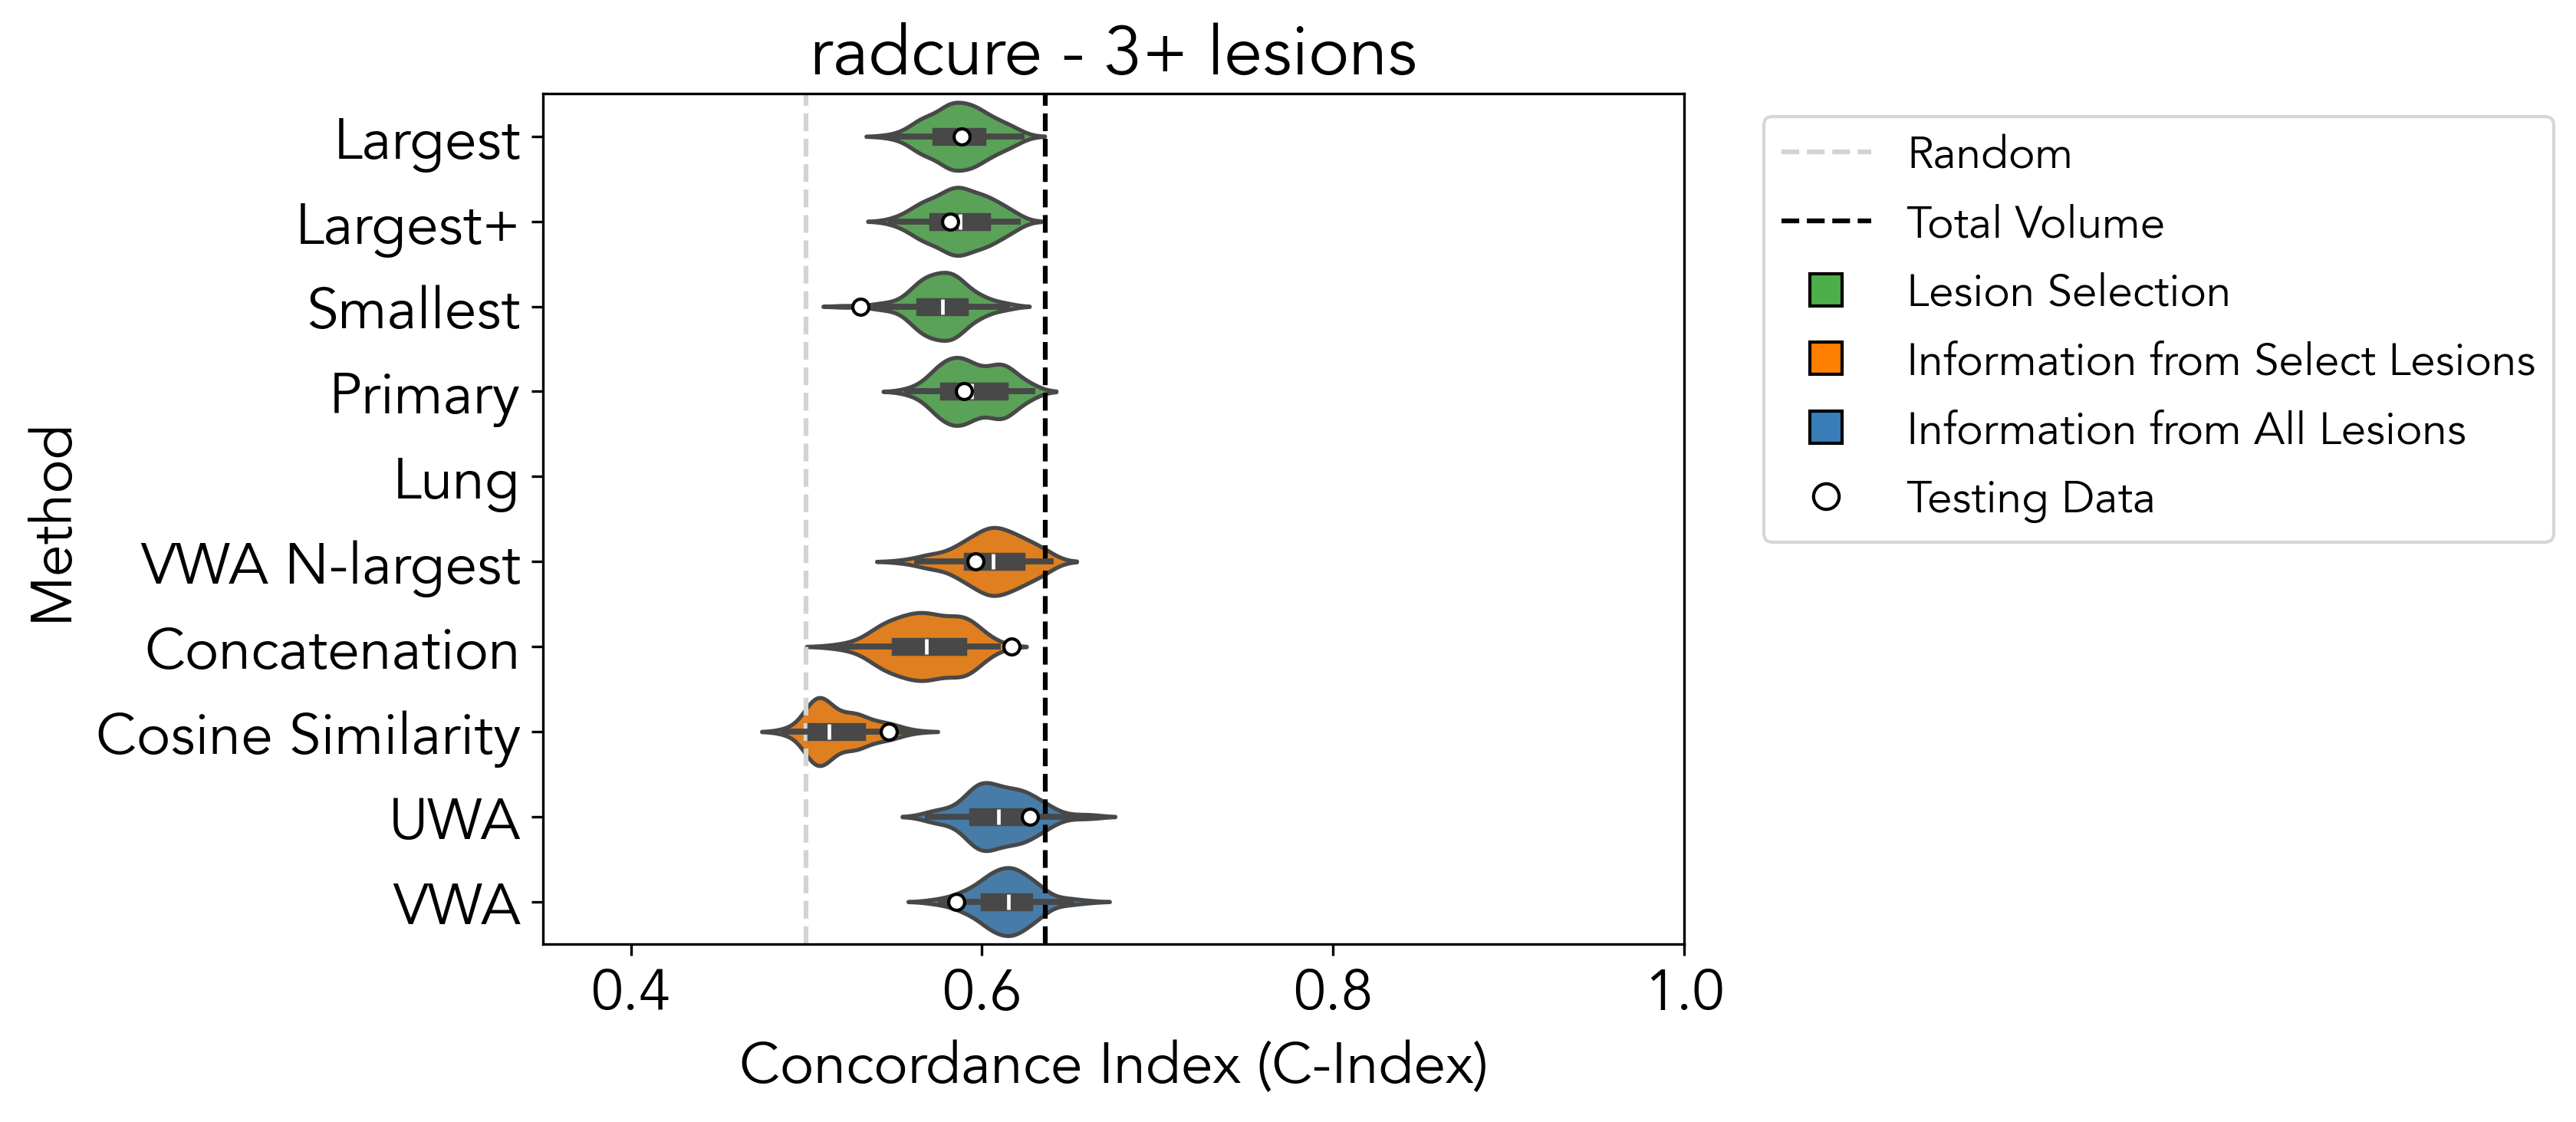 radcure - 3+ lesions
Method
Largest
Largest+
Smallest
Primary
Lung
VWA N-largest
Concatenation
Cosine Similarity
UWA
VWA
0.4 0.6 0.8 1.0
Concordance Index (C-Index)
Random
Total Volume
Lesion Selection
Information from Select Lesions
Information from All Lesions
Testing Data